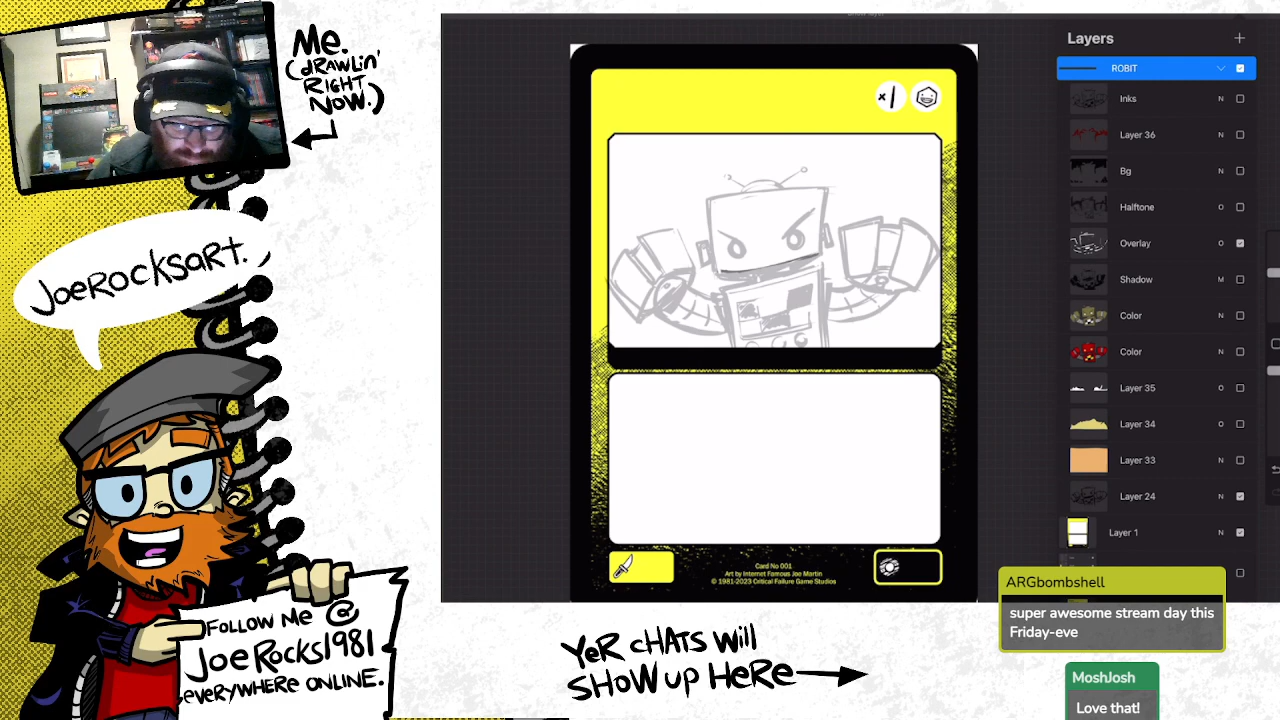 Me.
(dRAWLin'
RiGHT
NOW.)
JOEROCKSART.
FOLLOW Me @
JoeRocks1981
everywhere online.
Card No 001
Art by Internet Famous Joe Martin
© 1981-2023 Critical Failure Game Studios
YeR cHATS Will
SHOW up HeRe
Layers
ROBIT
Inks N
Layer 36 N
Bg N
Halftone O
Overlay O
Shadow M
Color N
Color N
Layer 35 O
Layer 34 O
Layer 33 N
Layer 24 N
Layer 1 N
ARGbombshell
super awesome stream day this
Friday-eve
MoshJosh
Love that!